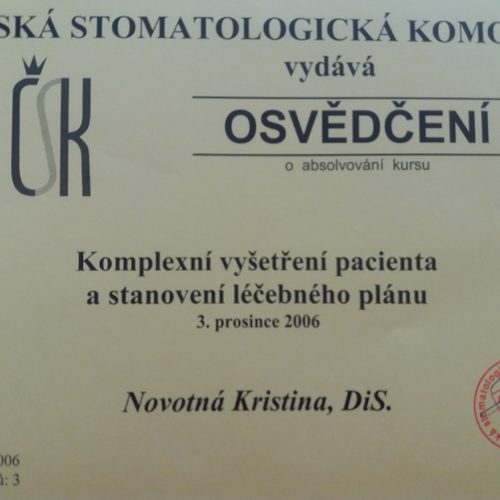 SKÁ STOMATOLOGICKÁ KOMO
vydává
ČSK
OSVĚDČENÍ
o absolvování kursu
Komplexní vyšetření pacienta
a stanovení léčebného plánu
3. prosince 2006
Novotná Kristina, DiS.
006
ů: 3